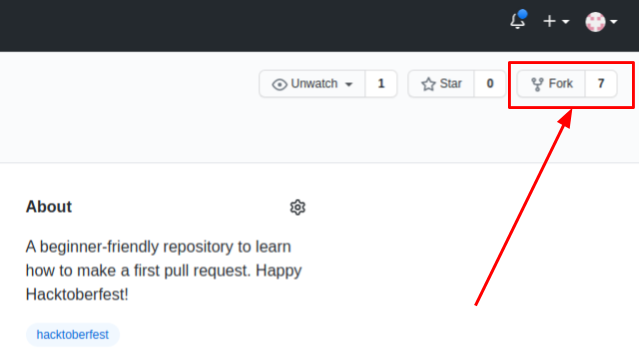 Unwatch 1 Star 0 Fork 7
About
A beginner-friendly repository to learn
how to make a first pull request. Happy
Hacktoberfest!
hacktoberfest